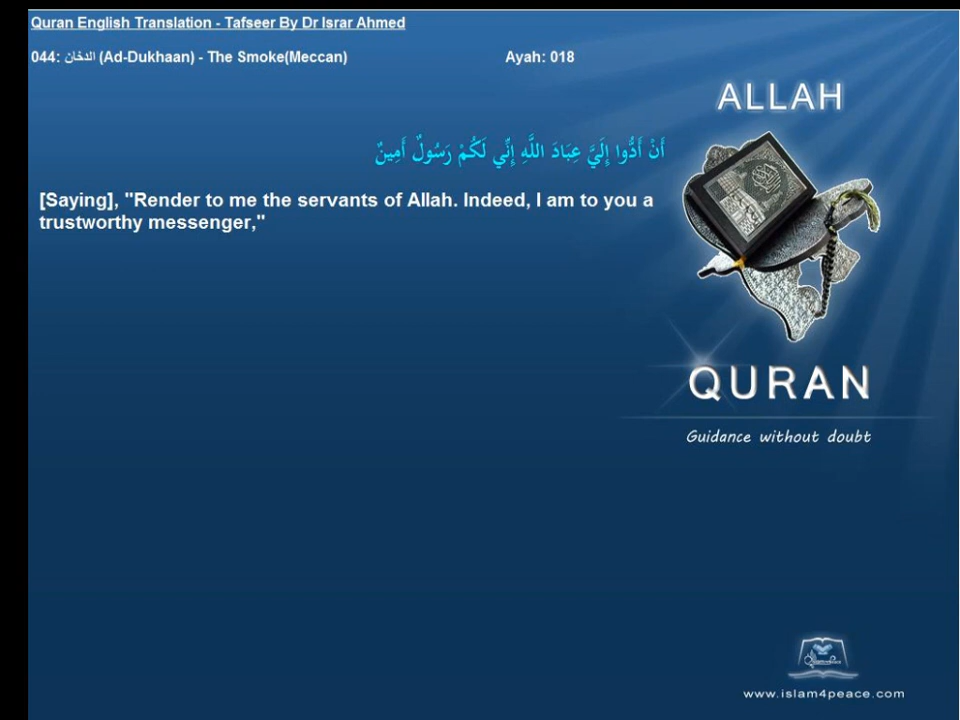 Quran English Translation - Tafseer By Dr Israr Ahmed
044: الدخان (Ad-Dukhaan) - The Smoke(Meccan) Ayah: 018
ALLAH
أَنْ أَدُّوا إِلَيَّ عِبَادَ اللَّهِ إِنِّي لَكُمْ رَسُولٌ أَمِينٌ
[Saying], "Render to me the servants of Allah. Indeed, I am to you a
trustworthy messenger,"
QURAN
Guidance without doubt
www.islam4peace.com